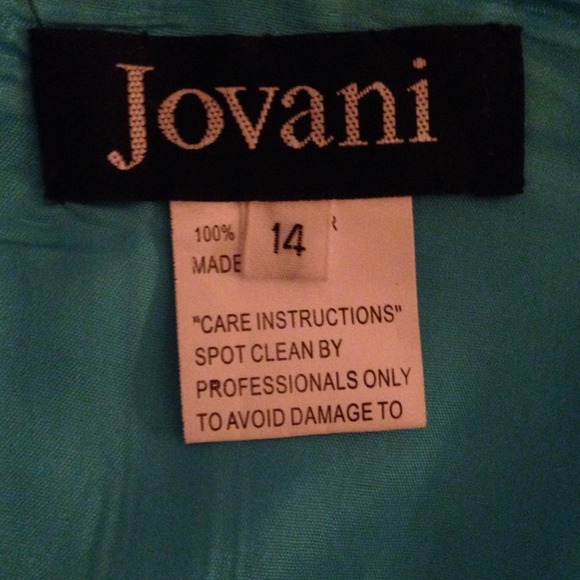 Jovani
100%
14
MADE
"CARE INSTRUCTIONS"
SPOT CLEAN BY
PROFESSIONALS ONLY
TO AVOID DAMAGE TO